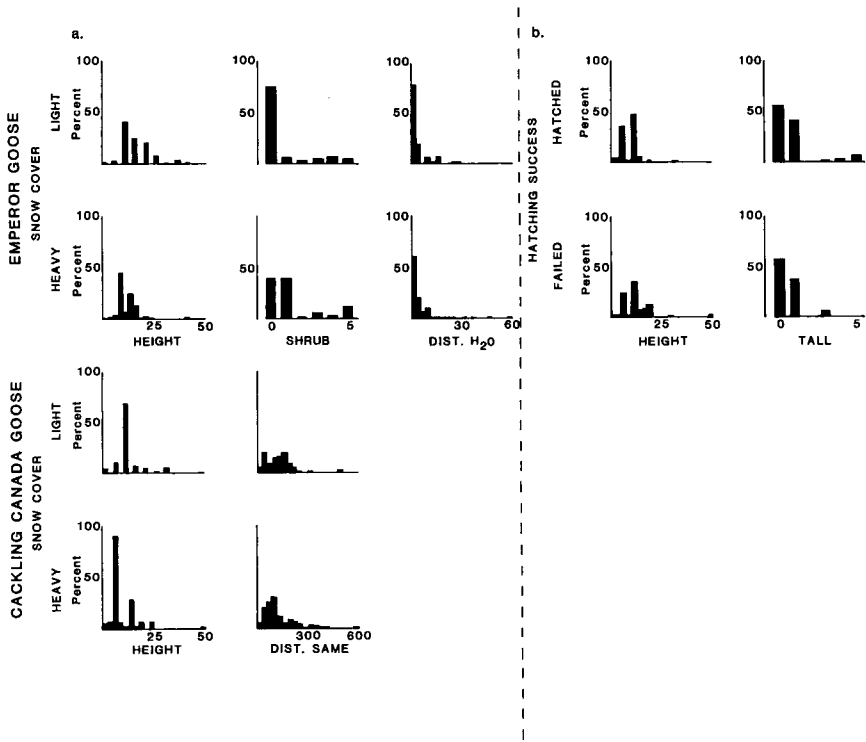 a.
b.
EMPEROR GOOSE
SNOW COVER
LIGHT
Percent
100
50
100
50
100
50
HATCHING SUCCESS
HATCHED
Percent
100
50
100
50
HEAVY
Percent
100
50
25
50
HEIGHT
50
0
5
SHRUB
100
50
30
60
DIST. H2O
FAILED
Percent
100
50
25
50
HEIGHT
100
50
0
5
TALL
CACKLING CANADA GOOSE
SNOW COVER
LIGHT
Percent
100
50
HEAVY
Percent
100
50
25
50
HEIGHT
300
600
DIST. SAME